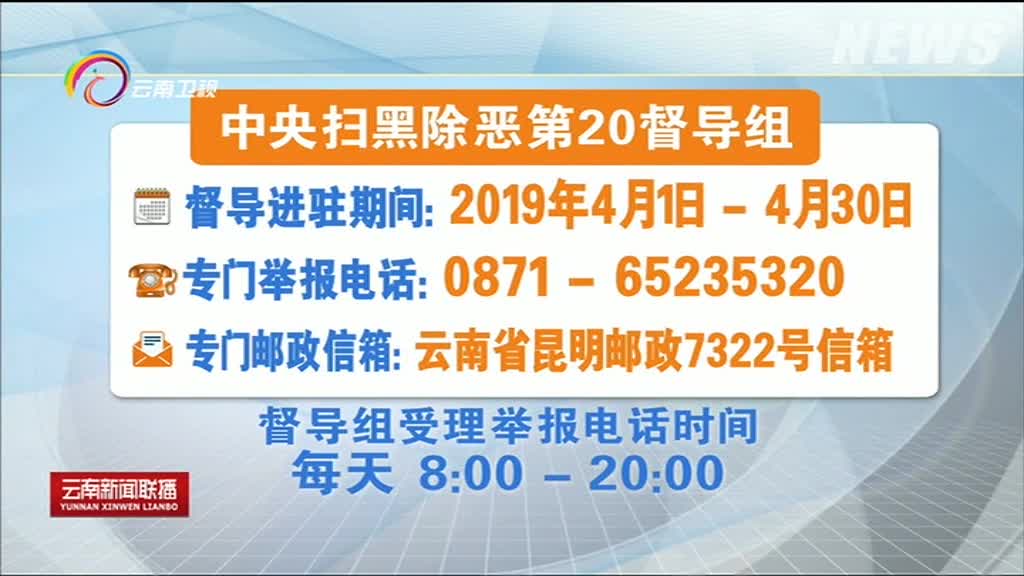 NEWS
云南卫视
中央扫黑除恶第20督导组
督导进驻期间: 2019年4月1日 - 4月30日
专门举报电话: 0871 - 65235320
专门邮政信箱: 云南省昆明邮政7322号信箱
督导组受理举报电话时间
每天 8:00 - 20:00
云南新闻联播
YUNNAN XINWEN LIANBO